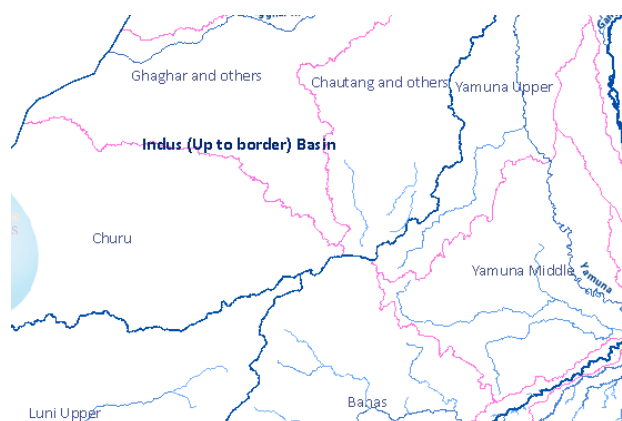 Ghaghar and others
Chautang and others
Yamuna Upper
Indus (Up to border) Basin
Churu
Yamuna Middle
Yamuna
Banas
Luni Upper